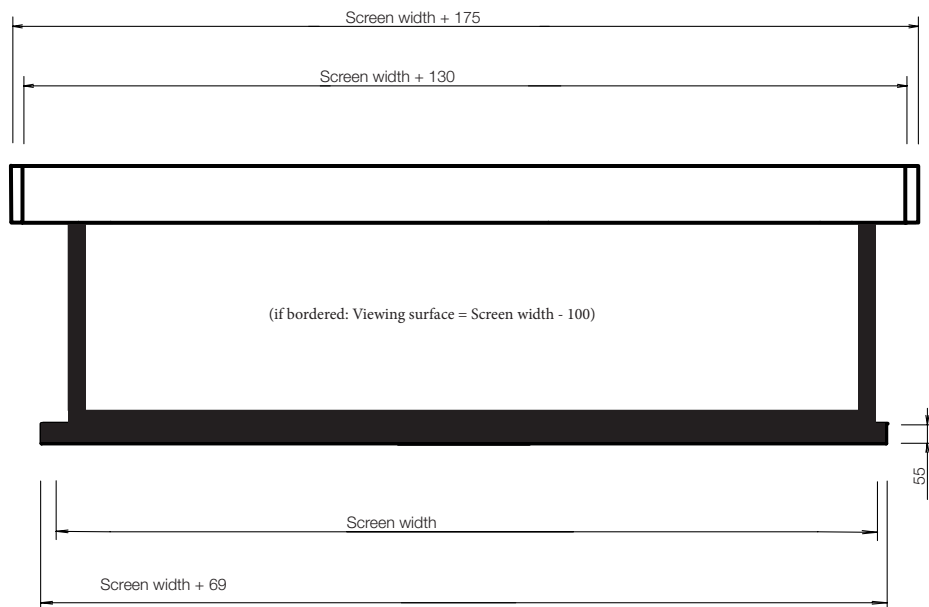 Screen width + 175
Screen width + 130
(if bordered: Viewing surface = Screen width - 100)
55
Screen width
Screen width + 69